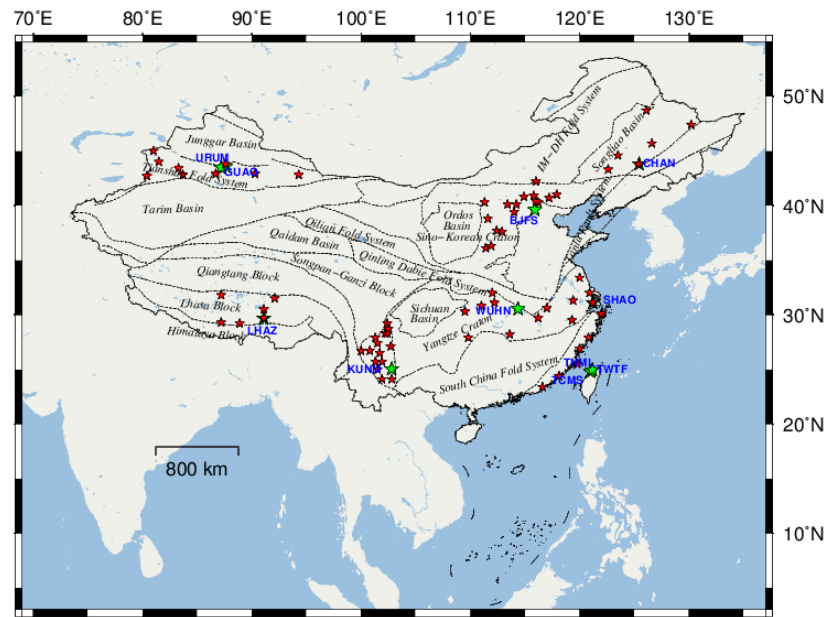 70°E 80°E 90°E 100°E 110°E 120°E 130°E
50°N
40°N
30°N
20°N
10°N
Junggar Basin
URUM
GUAO
Tianshan Fold System
Tarim Basin
IM-DH Fold System
Songliao Basin
CHAN
Ordos
Basin
BJFS
Sino-Korean Craton
Qilian Fold System
Qaidam Basin
Qinling Dabie Fold System
Songpan-Ganzi Block
Qiangtang Block
Lhasa Block
LHAZ
Himalaya Block
Sichuan
Basin
WUHN
SHAO
Yangtze Craton
KUNM
South China Fold System
TNML
TCMS
TWTF
800 km